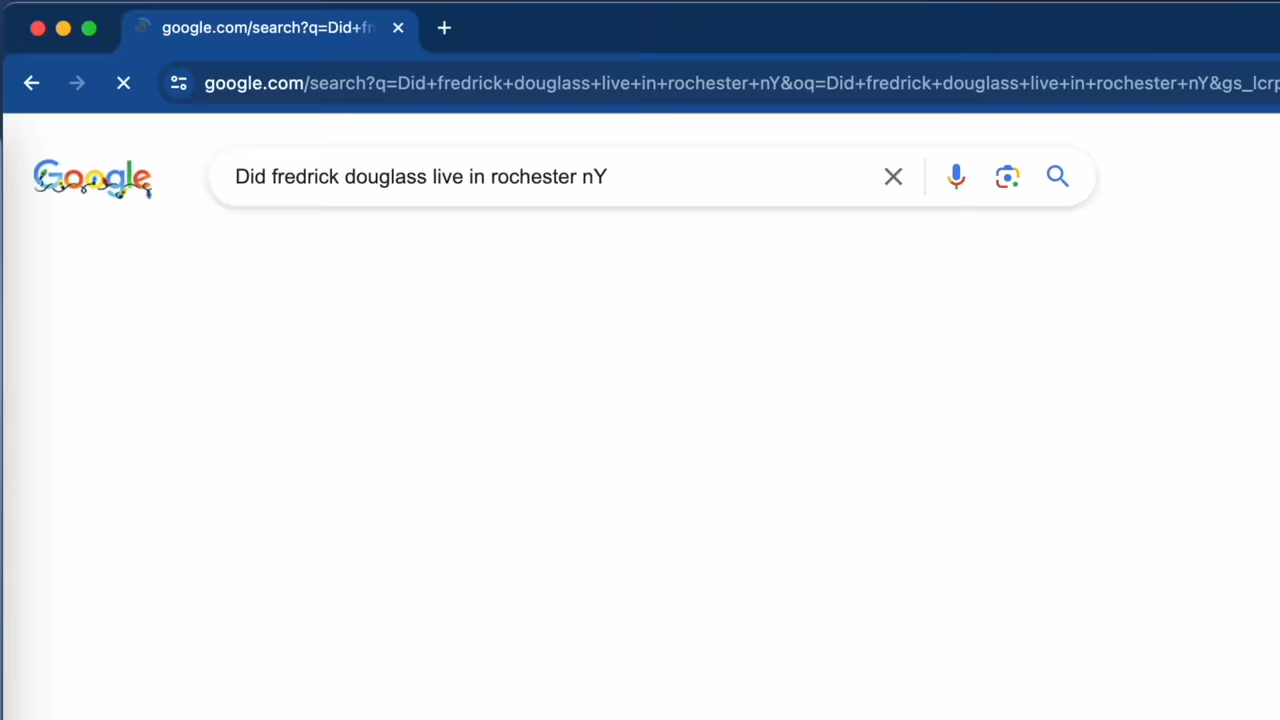 google.com/search?q=Did+fr
google.com/search?q=Did+fredrick+douglass+live+in+rochester+nY&oq=Did+fredrick+douglass+live+in+rochester+nY&gs_lcrp
Google
Did fredrick douglass live in rochester nY